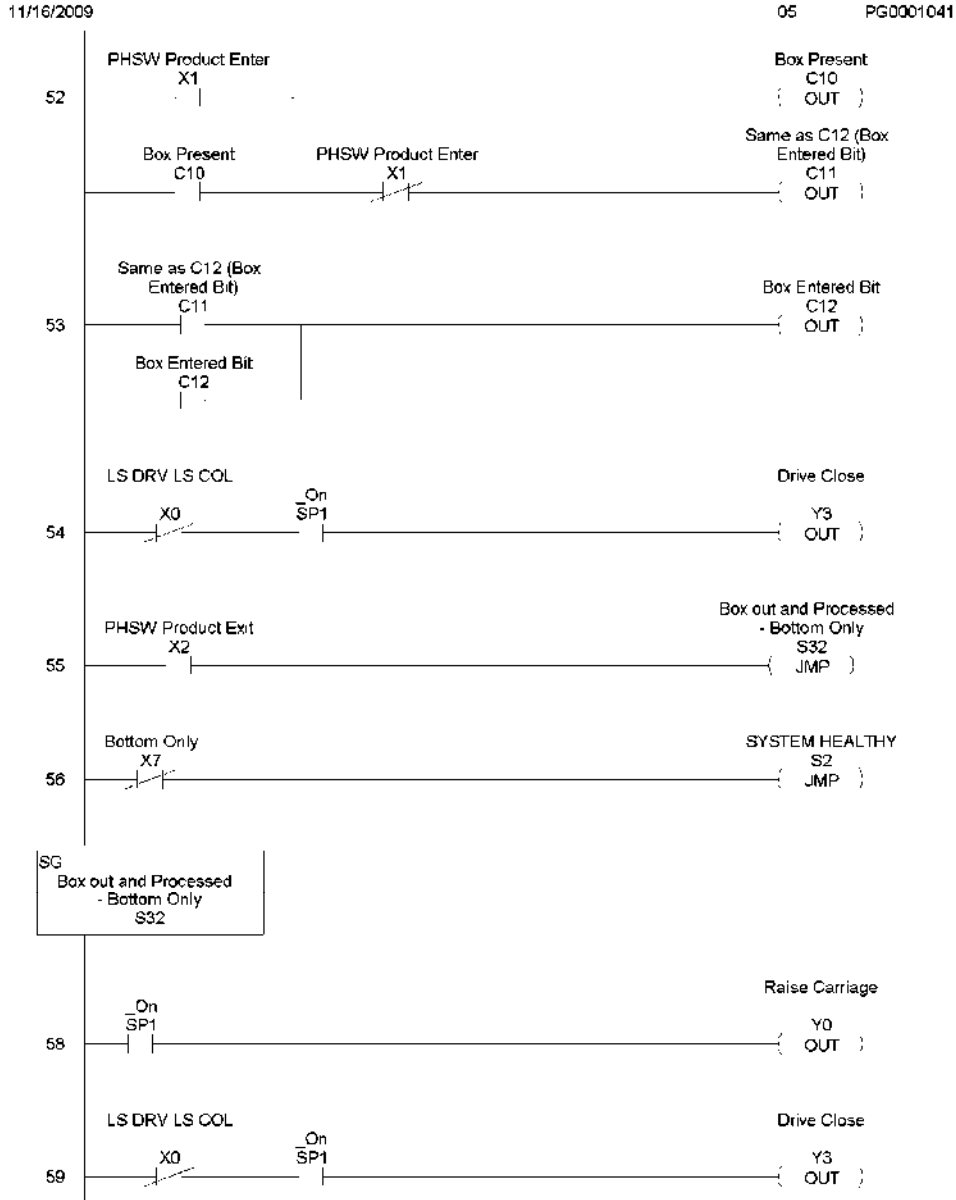 11/16/2009 05 PG0001041
PHSW Product Enter Box Present
X1 C10
52 OUT
Same as C12 (Box
Box Present PHSW Product Enter Entered Bit)
C10 X1 C11
OUT
Same as C12 (Box
Entered Bit) Box Entered Bit
C11 C12
53 OUT
Box Entered Bit
C12
LS DRV LS COL Drive Close
_On
X0 SP1 Y3
54 OUT
Box out and Processed
PHSW Product Exit - Bottom Only
X2 S32
55 JMP
Bottom Only SYSTEM HEALTHY
X7 S2
56 JMP
SG
Box out and Processed
- Bottom Only
S32
Raise Carriage
_On
SP1 Y0
58 OUT
LS DRV LS COL Drive Close
_On
X0 SP1 Y3
59 OUT